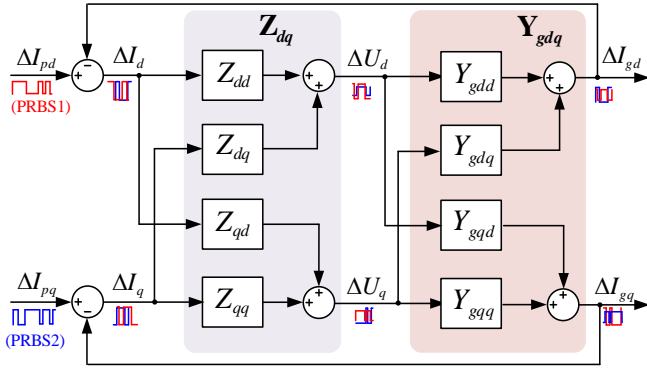 Z_dq Y_gdq
ΔI_pd ΔI_d ΔU_d ΔI_gd
− Z_dd + + Y_gdd + +
(PRBS1)
Z_dq Y_gdq
Z_qd Y_gqd
ΔI_pq ΔI_q ΔU_q ΔI_gq
− Z_qq + + Y_gqq + +
(PRBS2)